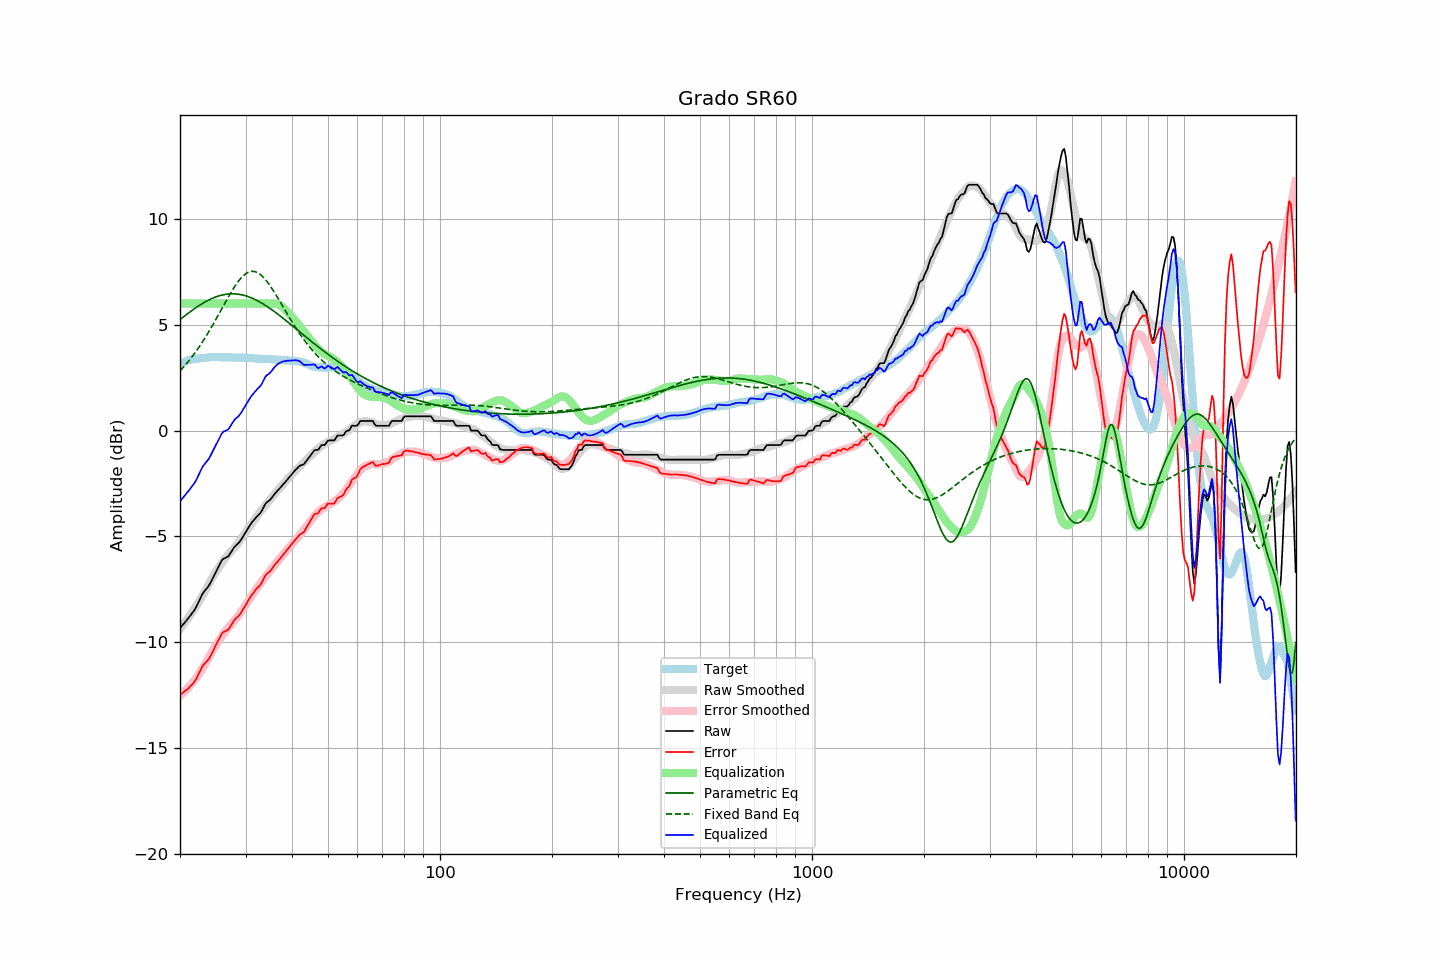 Grado SR60
Amplitude (dBr)
10
5
0
−5
−10
−15
−20
Target
Raw Smoothed
Error Smoothed
Raw
Error
Equalization
Parametric Eq
Fixed Band Eq
Equalized
100
1000
10000
Frequency (Hz)